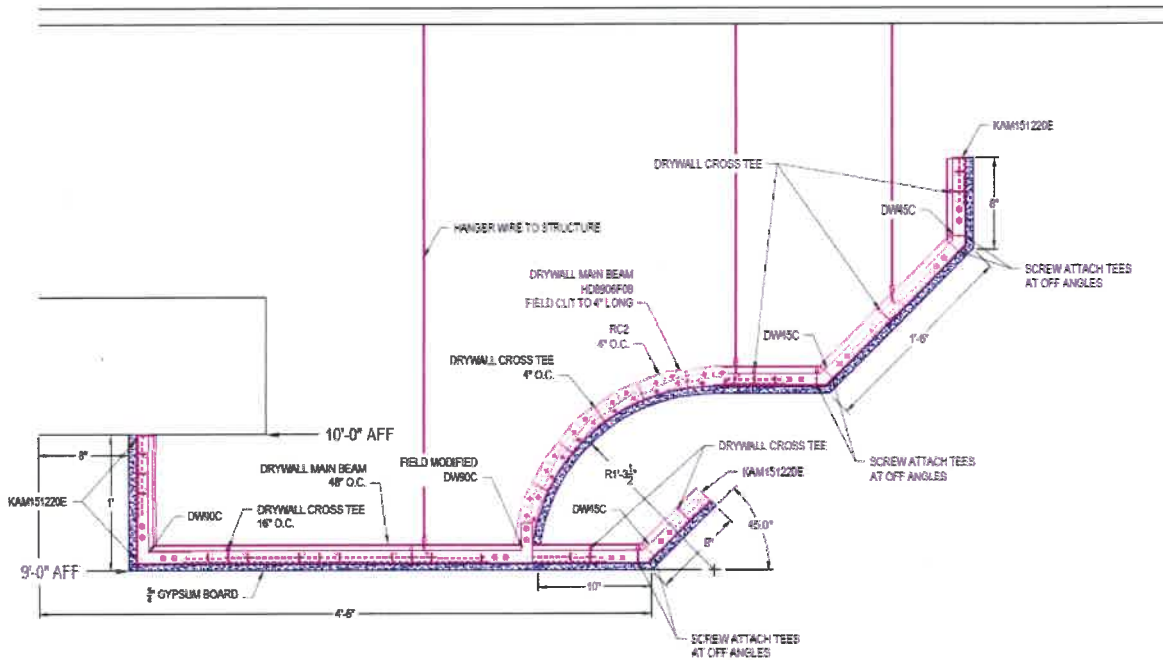 KAM151220E
DRYWALL CROSS TEE
DW45C
6"
HANGER WIRE TO STRUCTURE
SCREW ATTACH TEES
AT OFF ANGLES
DRYWALL MAIN BEAM
HD8906F08
FIELD CUT TO 4" LONG
RC2
4" O.C.
DW45C
1'-6"
DRYWALL CROSS TEE
4" O.C.
10'-0" AFF
8"
1'
DRYWALL CROSS TEE
FIELD MODIFIED
DW90C
R1'-3 1/2"
KAM151220E
SCREW ATTACH TEES
AT OFF ANGLES
DRYWALL MAIN BEAM
48" O.C.
KAM151220E
DW90C
DRYWALL CROSS TEE
16" O.C.
DW45C
45.0°
8"
9'-0" AFF
GYPSUM BOARD
10"
4'-6"
SCREW ATTACH TEES
AT OFF ANGLES